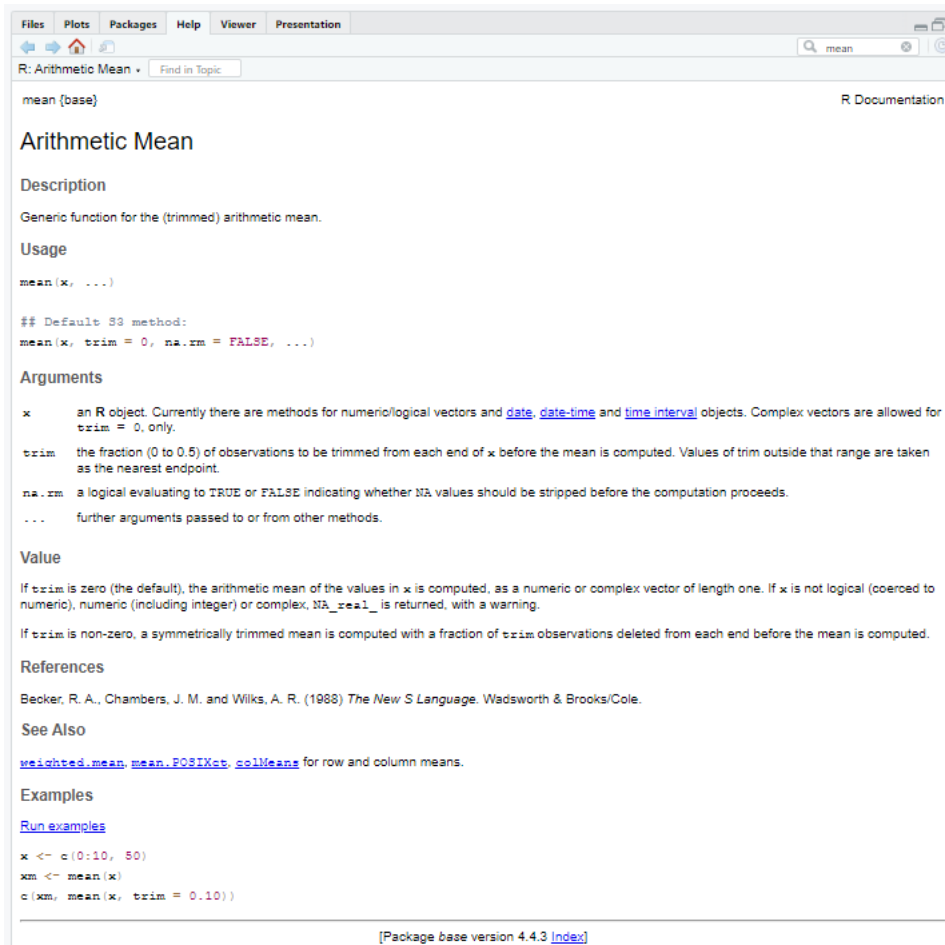 Files Plots Packages Help Viewer Presentation
mean
R: Arithmetic Mean Find in Topic
mean {base} R Documentation
Arithmetic Mean
Description
Generic function for the (trimmed) arithmetic mean.
Usage
mean(x, ...)
## Default S3 method:
mean(x, trim = 0, na.rm = FALSE, ...)
Arguments
x an R object. Currently there are methods for numeric/logical vectors and date, date-time and time interval objects. Complex vectors are allowed for
trim = 0, only.
trim the fraction (0 to 0.5) of observations to be trimmed from each end of x before the mean is computed. Values of trim outside that range are taken
as the nearest endpoint.
na.rm a logical evaluating to TRUE or FALSE indicating whether NA values should be stripped before the computation proceeds.
... further arguments passed to or from other methods.
Value
If trim is zero (the default), the arithmetic mean of the values in x is computed, as a numeric or complex vector of length one. If x is not logical (coerced to
numeric), numeric (including integer) or complex, NA_real_ is returned, with a warning.
If trim is non-zero, a symmetrically trimmed mean is computed with a fraction of trim observations deleted from each end before the mean is computed.
References
Becker, R. A., Chambers, J. M. and Wilks, A. R. (1988) The New S Language. Wadsworth & Brooks/Cole.
See Also
weighted.mean, mean.POSIXct, colMeans for row and column means.
Examples
Run examples
x <- c(0:10, 50)
xm <- mean(x)
c(xm, mean(x, trim = 0.10))
[Package base version 4.4.3 Index]